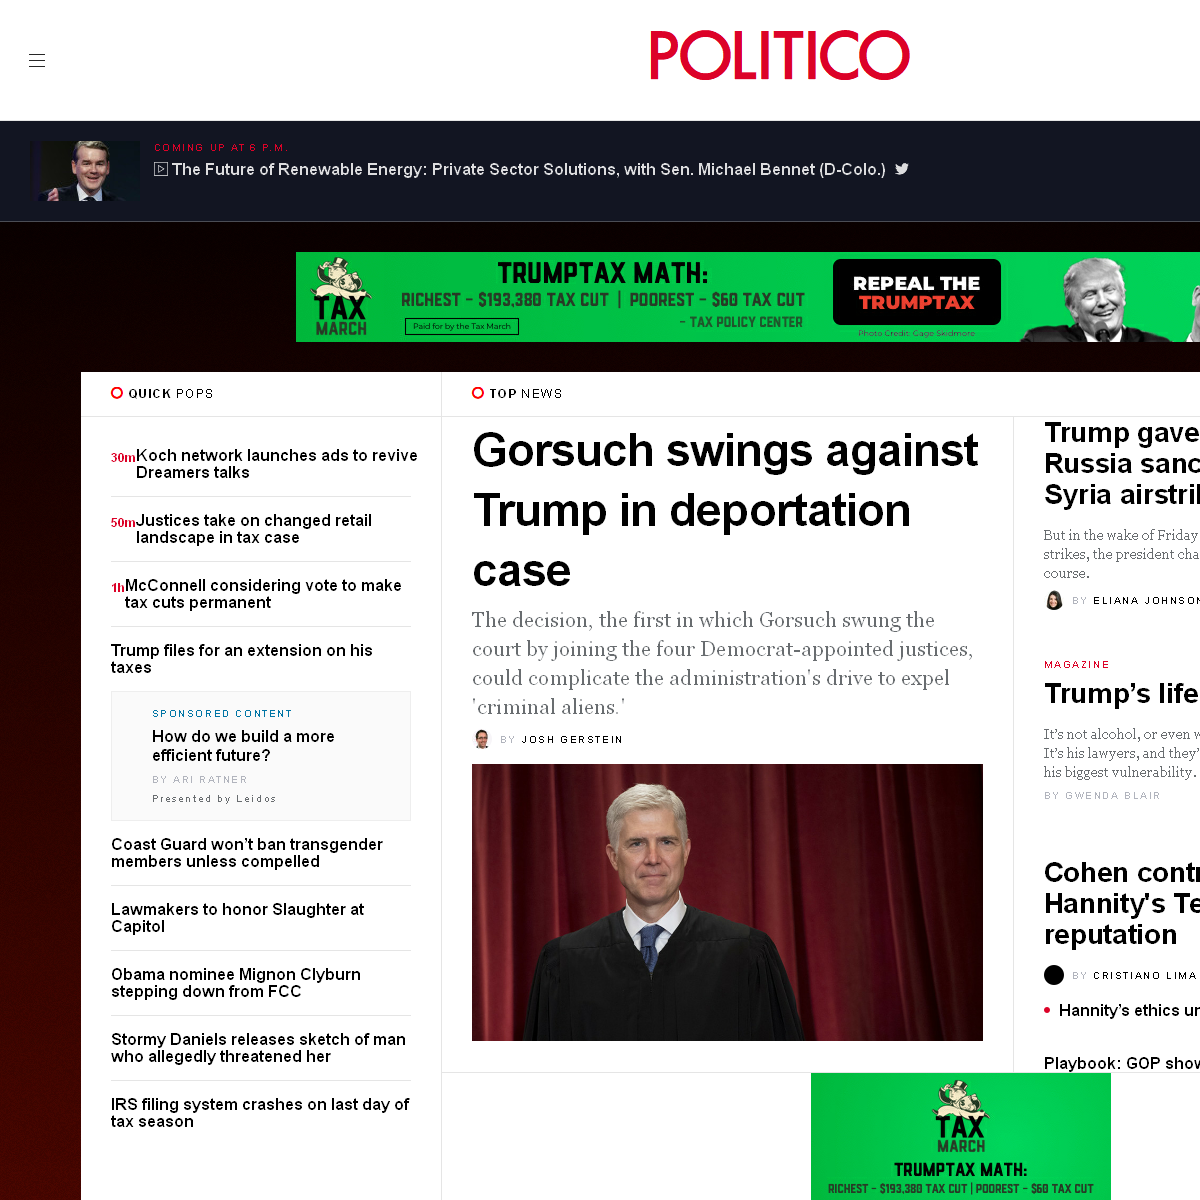 POLITICO
COMING UP AT 6 P.M.
The Future of Renewable Energy: Private Sector Solutions, with Sen. Michael Bennet (D-Colo.)
TAX
MARCH
TRUMPTAX MATH:
RICHEST - $193,380 TAX CUT | POOREST - $60 TAX CUT
Paid for by the Tax March
- TAX POLICY CENTER
REPEAL THE
TRUMPTAX
Photo Credit: Gage Skidmore
QUICK POPS
30m Koch network launches ads to revive
Dreamers talks
50m Justices take on changed retail
landscape in tax case
1h McConnell considering vote to make
tax cuts permanent
Trump files for an extension on his
taxes
SPONSORED CONTENT
How do we build a more
efficient future?
BY ARI RATNER
Presented by Leidos
Coast Guard won’t ban transgender
members unless compelled
Lawmakers to honor Slaughter at
Capitol
Obama nominee Mignon Clyburn
stepping down from FCC
Stormy Daniels releases sketch of man
who allegedly threatened her
IRS filing system crashes on last day of
tax season
TOP NEWS
Gorsuch swings against
Trump in deportation
case
The decision, the first in which Gorsuch swung the
court by joining the four Democrat-appointed justices,
could complicate the administration's drive to expel
'criminal aliens.'
BY JOSH GERSTEIN
Trump gave
Russia sanc
Syria airstri
But in the wake of Friday
strikes, the president cha
course.
BY ELIANA JOHNSON
MAGAZINE
Trump’s life
It’s not alcohol, or even w
It’s his lawyers, and they’
his biggest vulnerability.
BY GWENDA BLAIR
Cohen contr
Hannity's Te
reputation
BY CRISTIANO LIMA
Hannity’s ethics un
Playbook: GOP show
TAX
MARCH
TRUMPTAX MATH:
RICHEST - $193,380 TAX CUT | POOREST - $60 TAX CUT